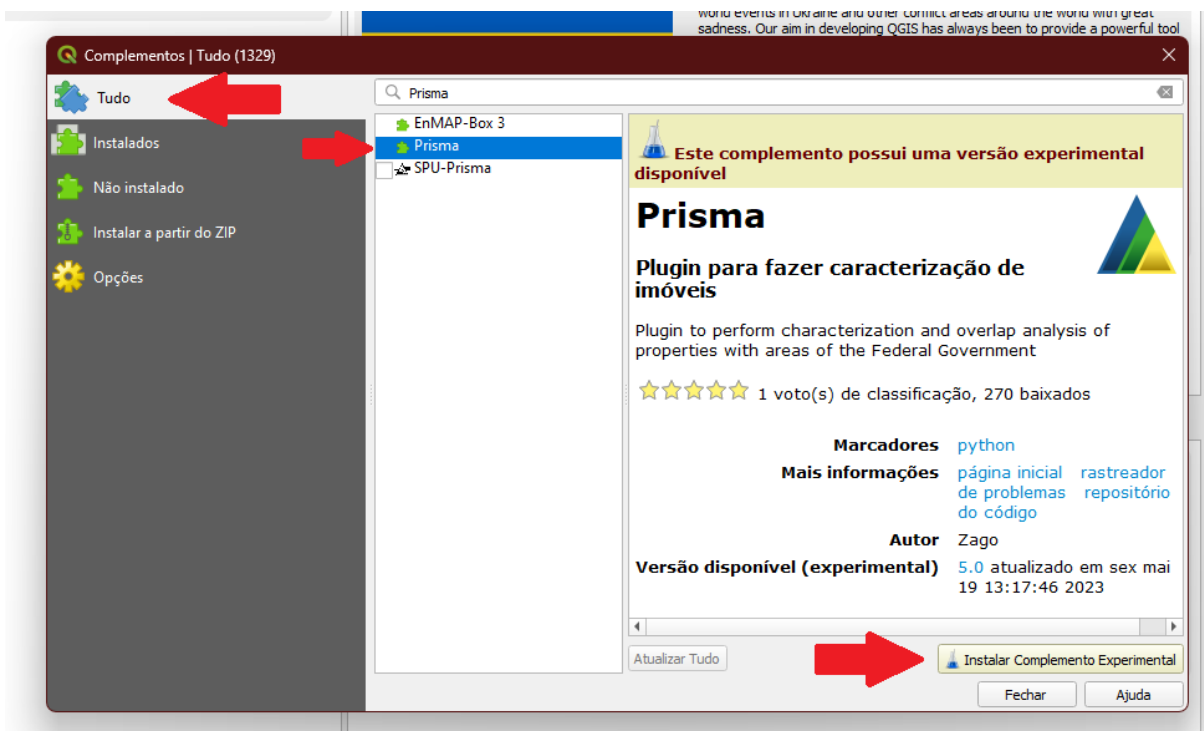 world events in Ukraine and other conflict areas around the world with great
sadness. Our aim in developing QGIS has always been to provide a powerful tool
Complementos | Tudo (1329)
Tudo
Instalados
Não instalado
Instalar a partir do ZIP
Opções
Prisma
EnMAP-Box 3
Prisma
SPU-Prisma
Este complemento possui uma versão experimental
disponível
Prisma
Plugin para fazer caracterização de
imóveis
Plugin to perform characterization and overlap analysis of
properties with areas of the Federal Government
1 voto(s) de classificação, 270 baixados
Marcadores python
Mais informações página inicial rastreador
de problemas repositório
do código
Autor Zago
Versão disponível (experimental) 5.0 atualizado em sex mai
19 13:17:46 2023
Atualizar Tudo
Instalar Complemento Experimental
Fechar
Ajuda